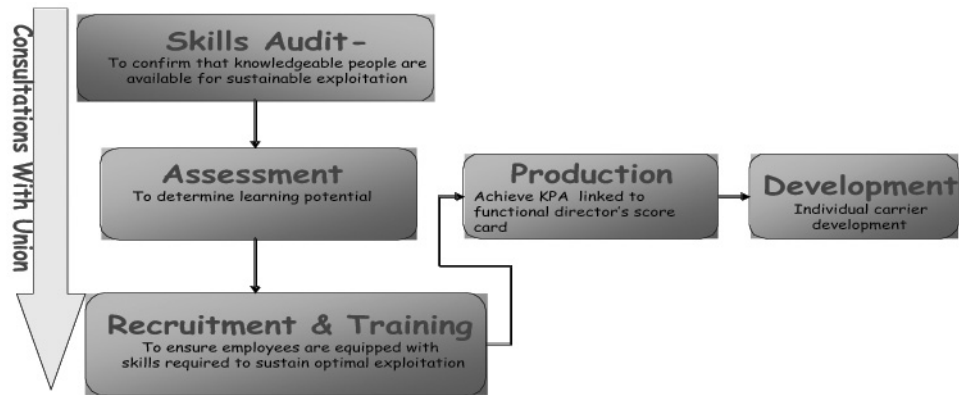 Consultations With Union
Skills Audit-
To confirm that knowledgeable people are
available for sustainable exploitation
Assessment
To determine learning potential
Recruitment & Training
To ensure employees are equipped with
skills required to sustain optimal exploitation
Production
Achieve KPA linked to
functional director's score
card
Development
Individual carrier
development